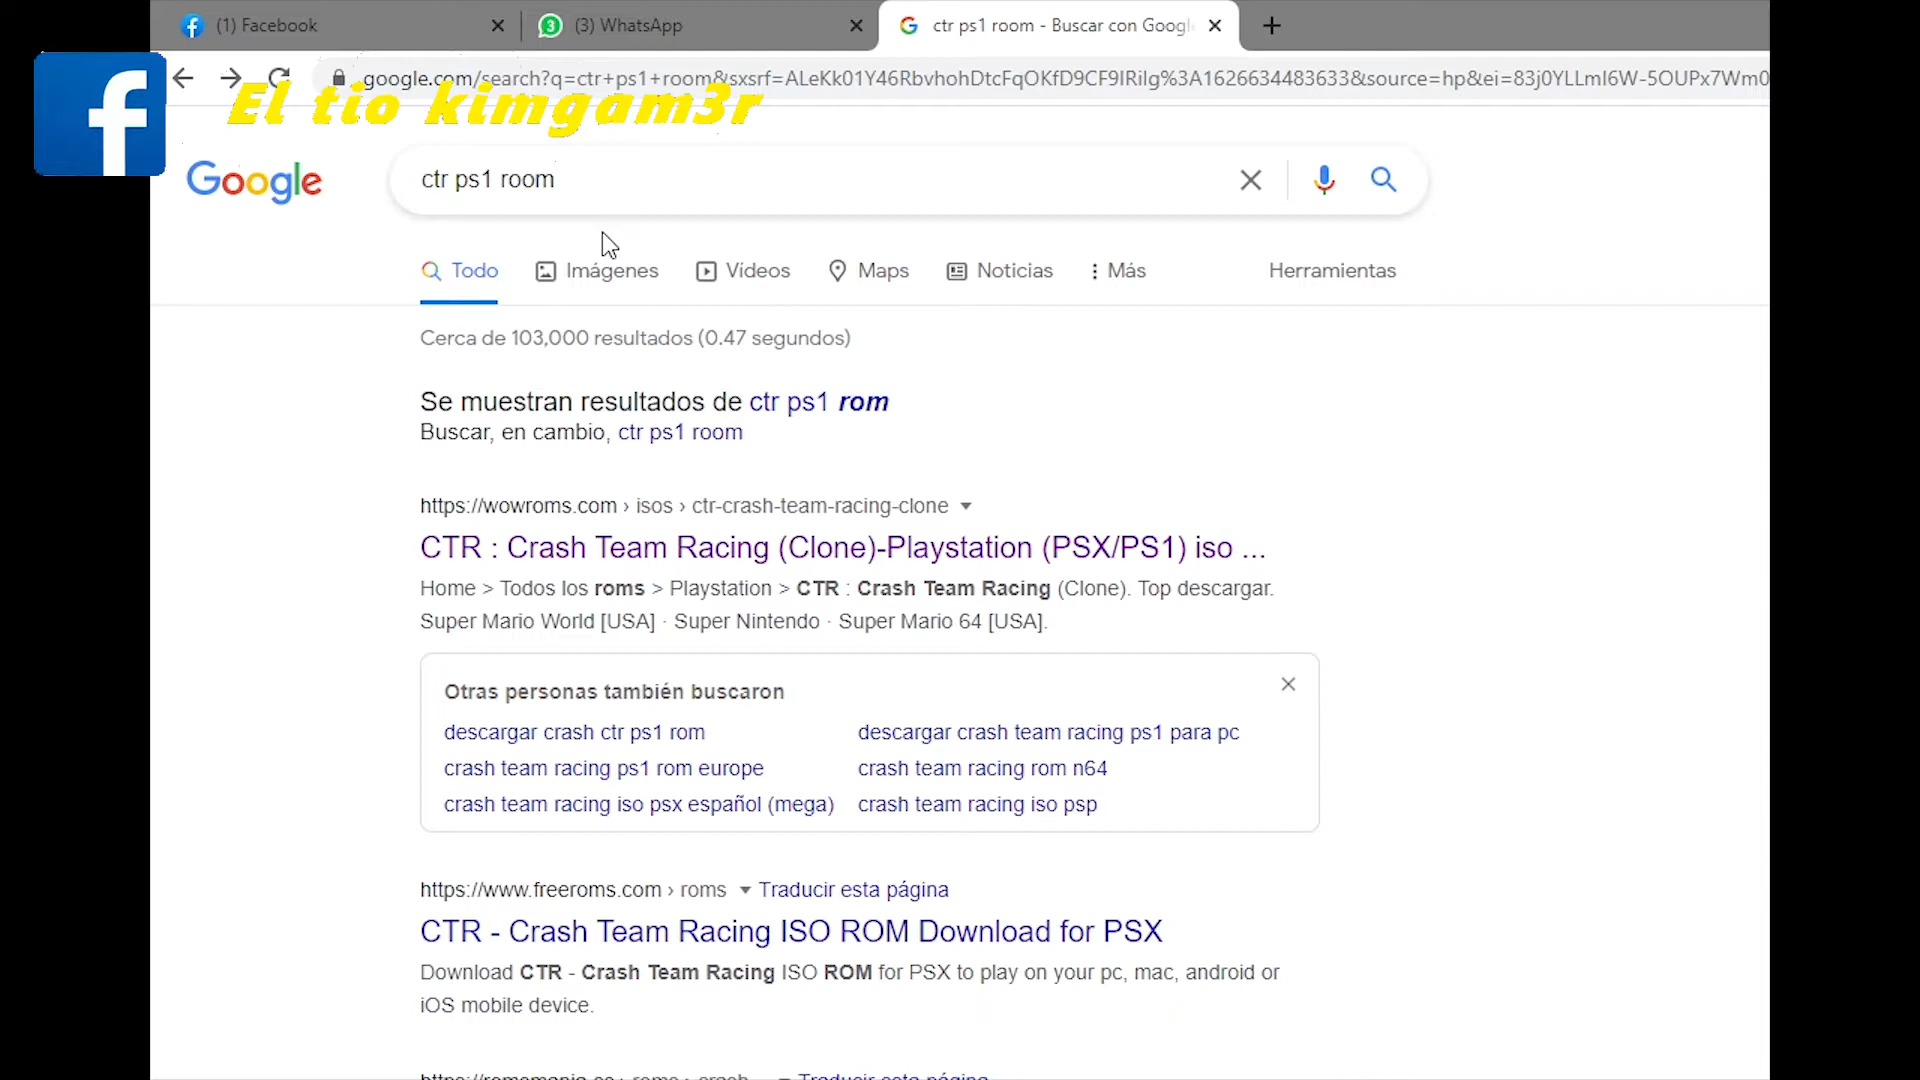 (1) Facebook
(3) WhatsApp
ctr ps1 room - Buscar con Googl
google.com/search?q=ctr+ps1+room&sxsrf=ALeKk01Y46RbvhohDtcFqOKfD9CF9IRilg%3A1626634483633&source=hp&ei=83j0YLLmI6W-5OUPx7Wm0
El tio kimgam3r
Google
ctr ps1 room
Todo
Imágenes
Vídeos
Maps
Noticias
Más
Herramientas
Cerca de 103,000 resultados (0.47 segundos)
Se muestran resultados de ctr ps1 rom
Buscar, en cambio, ctr ps1 room
https://wowroms.com › isos › ctr-crash-team-racing-clone
CTR : Crash Team Racing (Clone)-Playstation (PSX/PS1) iso ...
Home > Todos los roms > Playstation > CTR : Crash Team Racing (Clone). Top descargar.
Super Mario World [USA] · Super Nintendo · Super Mario 64 [USA].
Otras personas también buscaron
descargar crash ctr ps1 rom
descargar crash team racing ps1 para pc
crash team racing ps1 rom europe
crash team racing rom n64
crash team racing iso psx español (mega)
crash team racing iso psp
https://www.freeroms.com › roms
Traducir esta página
CTR - Crash Team Racing ISO ROM Download for PSX
Download CTR - Crash Team Racing ISO ROM for PSX to play on your pc, mac, android or
iOS mobile device.
Traducir esta página